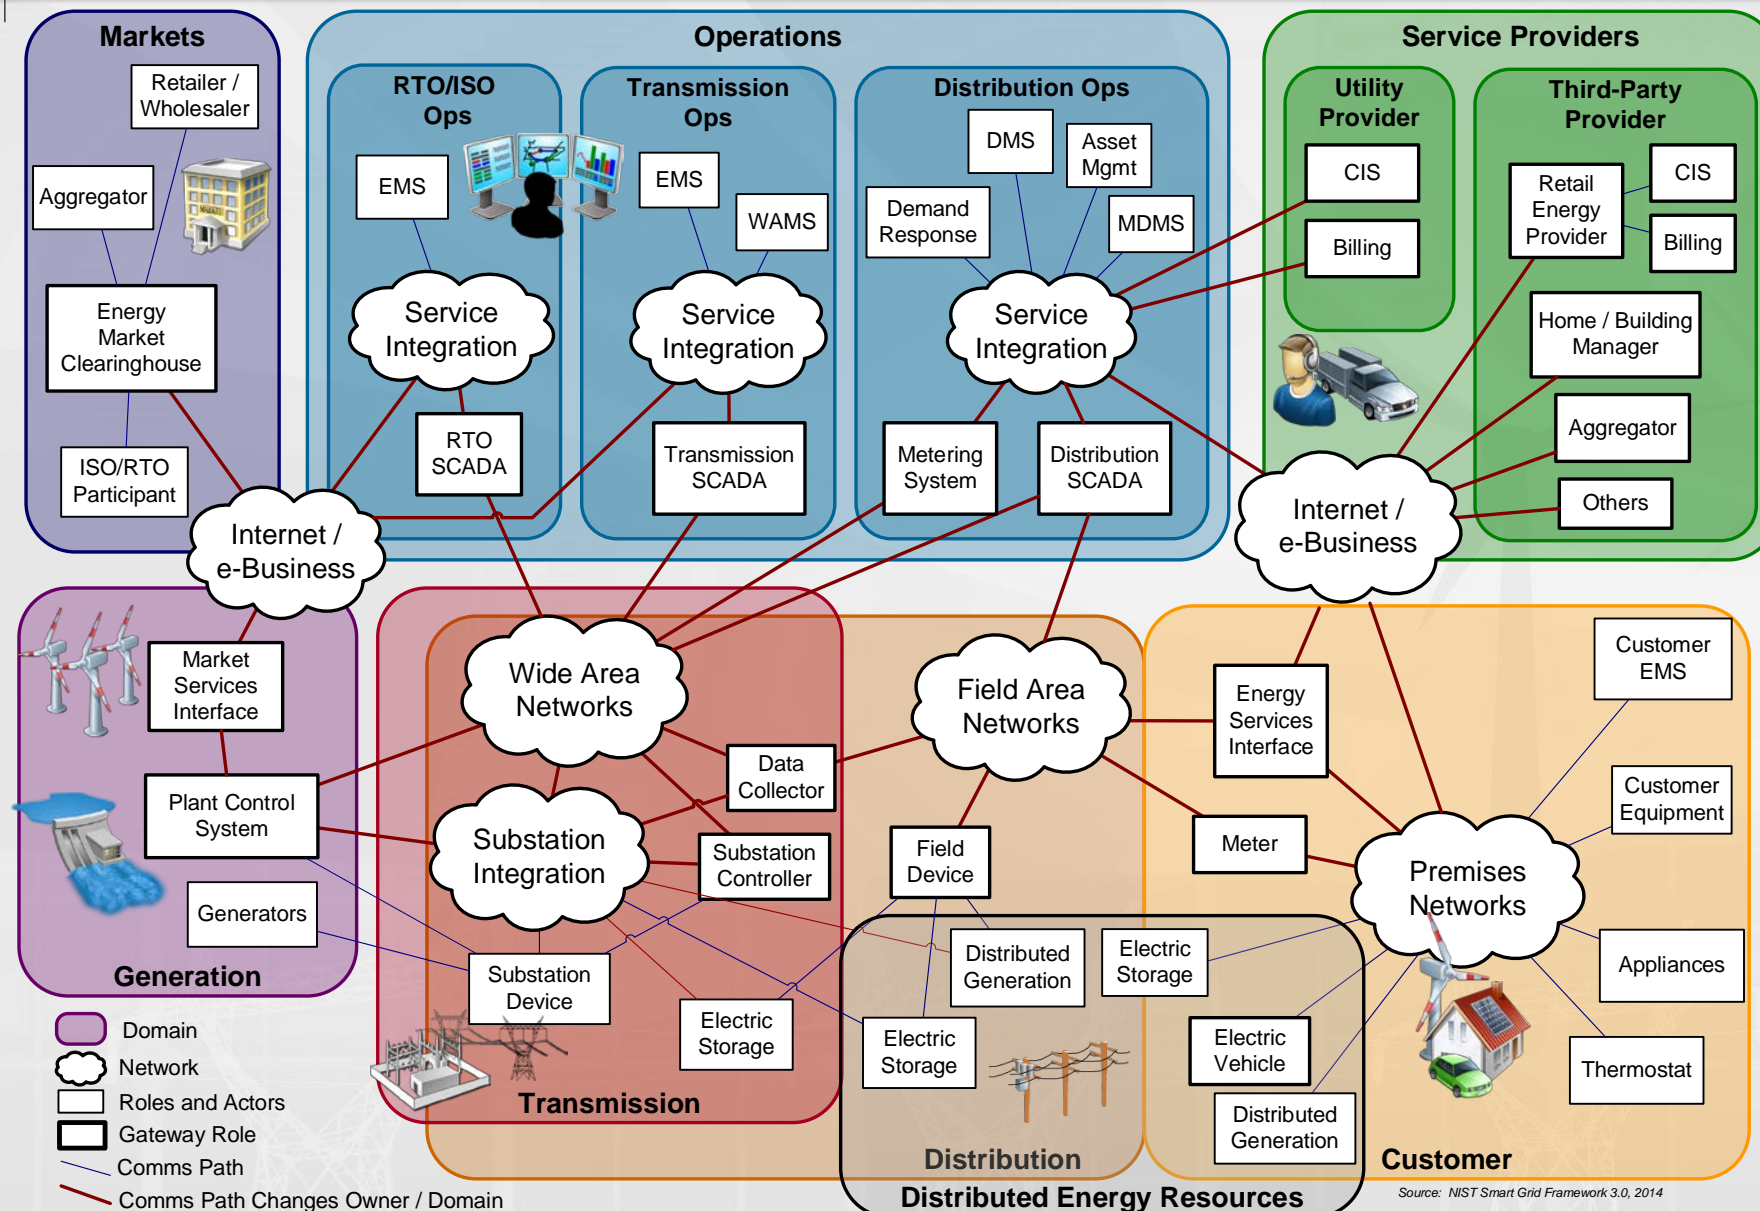 Markets
Retailer /
Wholesaler
Aggregator
MARKET
Energy
Market
Clearinghouse
ISO/RTO
Participant
Operations
RTO/ISO
Ops
EMS
Service
Integration
RTO
SCADA
Transmission
Ops
EMS
WAMS
Service
Integration
Transmission
SCADA
Distribution Ops
DMS
Asset
Mgmt
Demand
Response
MDMS
Service
Integration
Metering
System
Distribution
SCADA
Service Providers
Utility
Provider
CIS
Billing
Third-Party
Provider
Retail
Energy
Provider
CIS
Billing
Home / Building
Manager
Aggregator
Others
Internet /
e-Business
Internet /
e-Business
Market
Services
Interface
Plant Control
System
Generators
Generation
Wide Area
Networks
Substation
Integration
Data
Collector
Substation
Controller
Substation
Device
Electric
Storage
Transmission
Field Area
Networks
Field
Device
Distributed
Generation
Electric
Storage
Distribution
Electric
Storage
Electric
Vehicle
Distributed
Generation
Distributed Energy Resources
Energy
Services
Interface
Meter
Premises
Networks
Customer
EMS
Customer
Equipment
Appliances
Thermostat
Customer
Domain
Network
Roles and Actors
Gateway Role
Comms Path
Comms Path Changes Owner / Domain
Source: NIST Smart Grid Framework 3.0, 2014